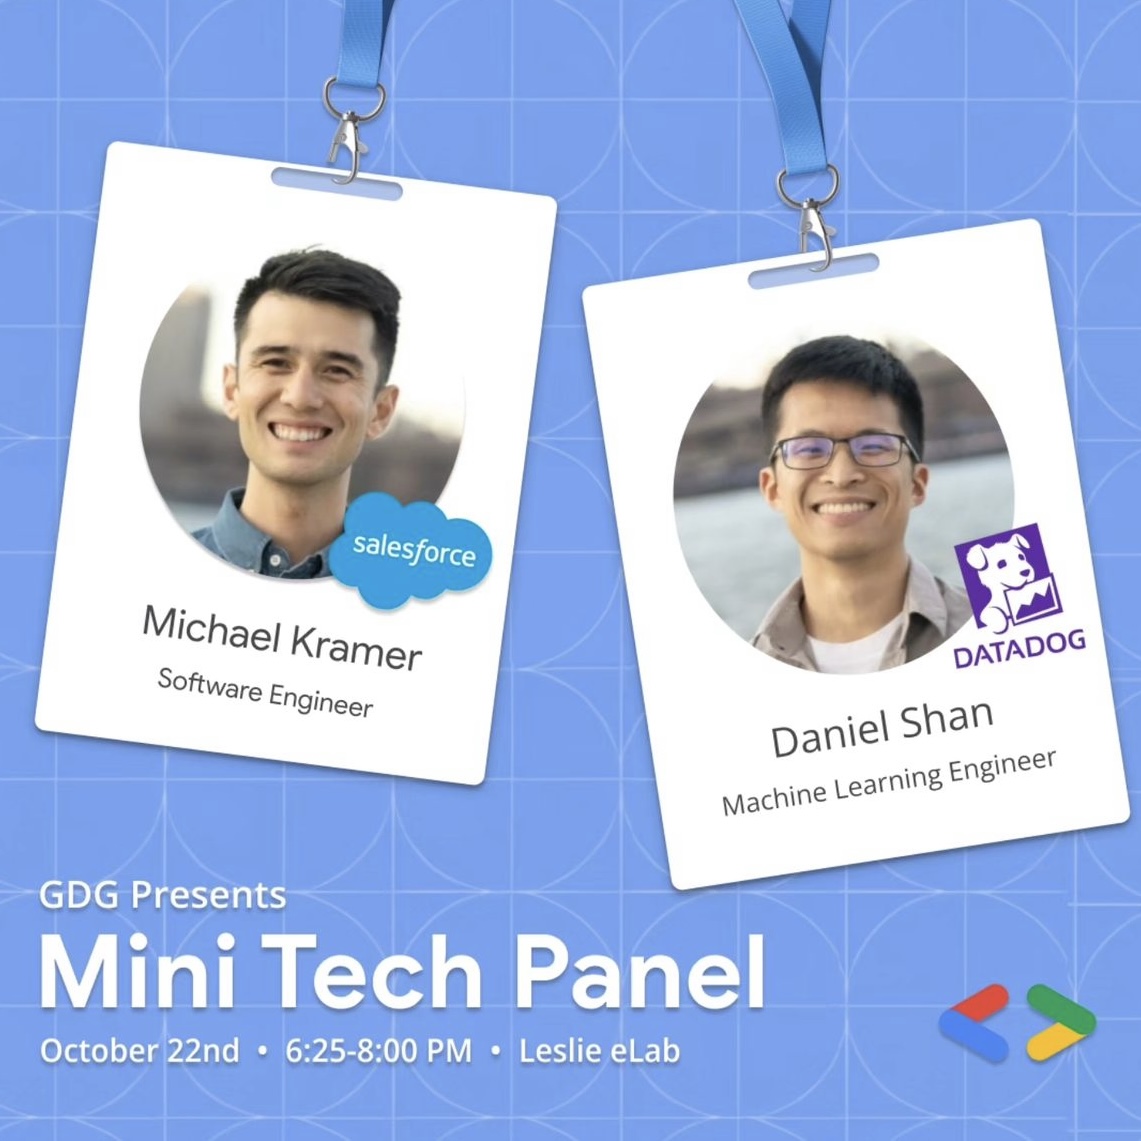 salesforce
Michael Kramer
Software Engineer
DATADOG
Daniel Shan
Machine Learning Engineer
GDG Presents
Mini Tech Panel
October 22nd • 6:25-8:00 PM • Leslie eLab